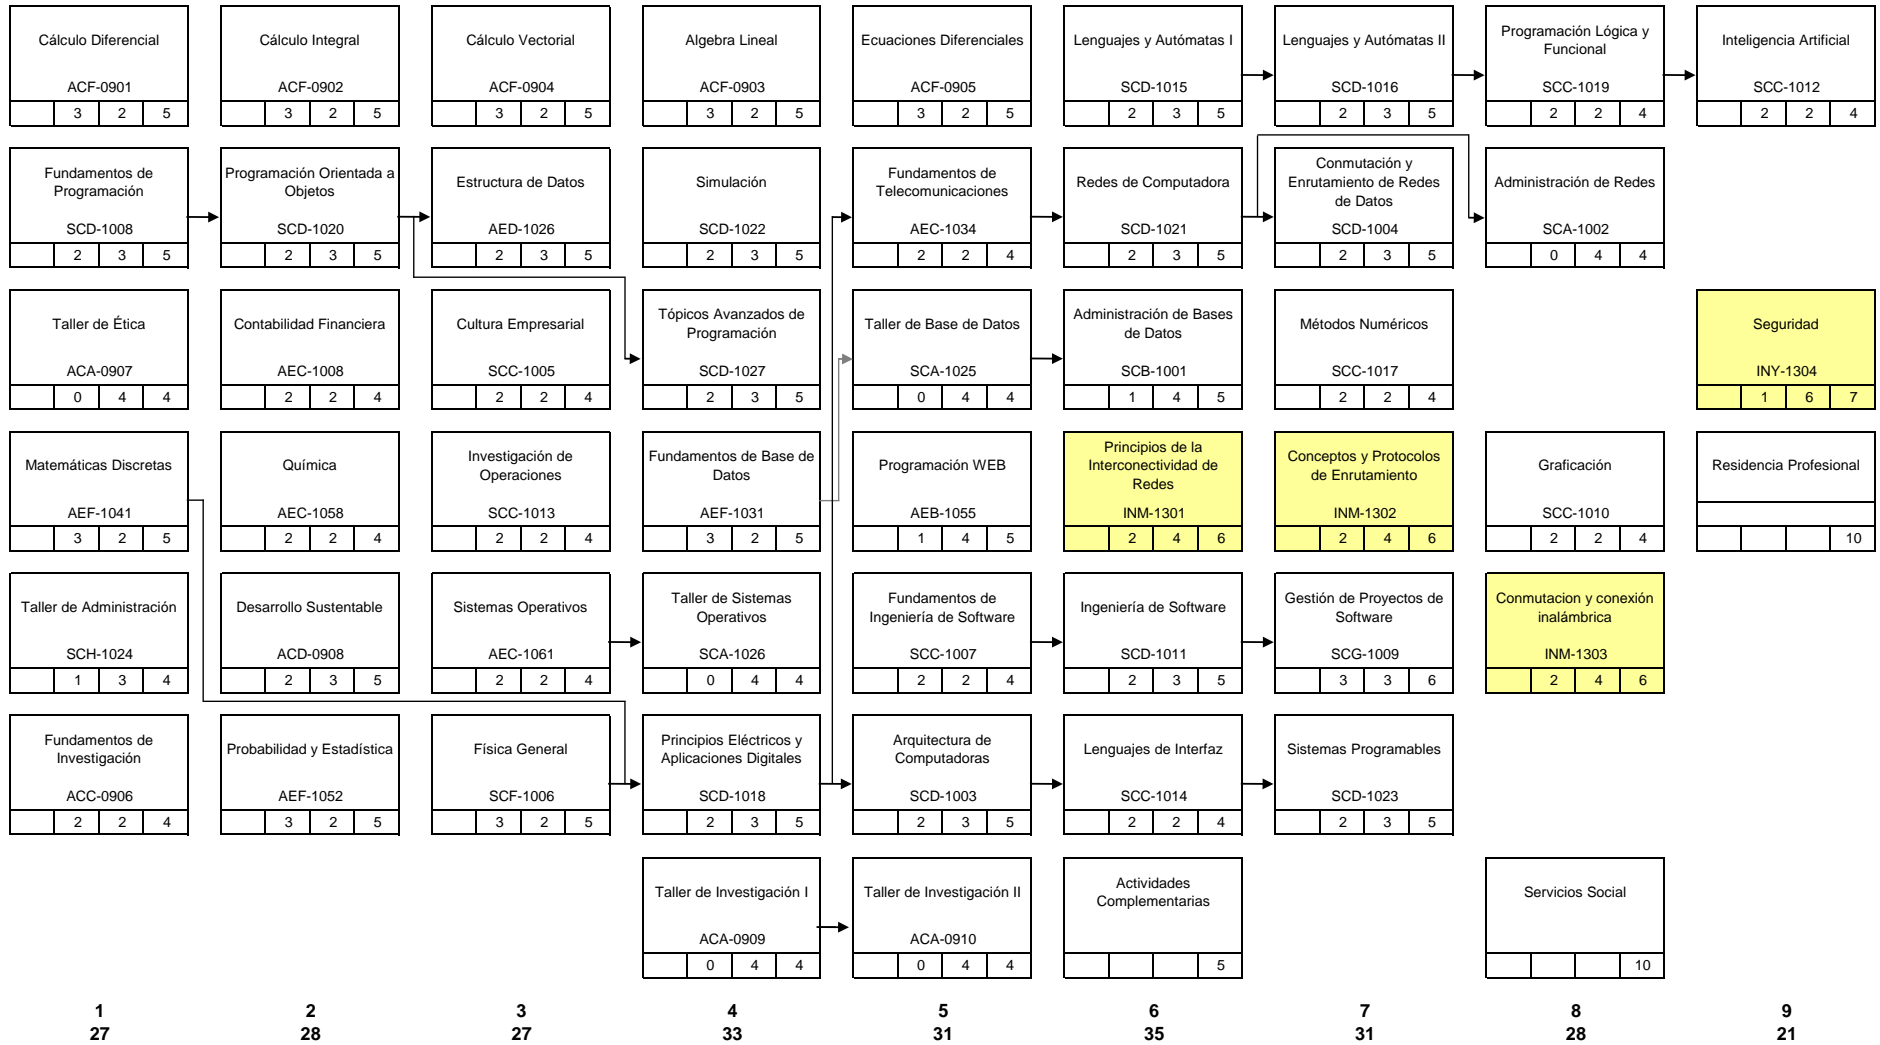 Cálculo Diferencial
ACF-0901
3 2 5
Cálculo Integral
ACF-0902
3 2 5
Cálculo Vectorial
ACF-0904
3 2 5
Algebra Lineal
ACF-0903
3 2 5
Ecuaciones Diferenciales
ACF-0905
3 2 5
Lenguajes y Autómatas I
SCD-1015
2 3 5
Lenguajes y Autómatas II
SCD-1016
2 3 5
Programación Lógica y
Funcional
SCC-1019
2 2 4
Inteligencia Artificial
SCC-1012
2 2 4
Fundamentos de
Programación
SCD-1008
2 3 5
Programación Orientada a
Objetos
SCD-1020
2 3 5
Estructura de Datos
AED-1026
2 3 5
Simulación
SCD-1022
2 3 5
Fundamentos de
Telecomunicaciones
AEC-1034
2 2 4
Redes de Computadora
SCD-1021
2 3 5
Conmutación y
Enrutamiento de Redes
de Datos
SCD-1004
2 3 5
Administración de Redes
SCA-1002
0 4 4
Taller de Ética
ACA-0907
0 4 4
Contabilidad Financiera
AEC-1008
2 2 4
Cultura Empresarial
SCC-1005
2 2 4
Tópicos Avanzados de
Programación
SCD-1027
2 3 5
Taller de Base de Datos
SCA-1025
0 4 4
Administración de Bases
de Datos
SCB-1001
1 4 5
Métodos Numéricos
SCC-1017
2 2 4
Seguridad
INY-1304
1 6 7
Matemáticas Discretas
AEF-1041
3 2 5
Química
AEC-1058
2 2 4
Investigación de
Operaciones
SCC-1013
2 2 4
Fundamentos de Base de
Datos
AEF-1031
3 2 5
Programación WEB
AEB-1055
1 4 5
Principios de la
Interconectividad de
Redes
INM-1301
2 4 6
Conceptos y Protocolos
de Enrutamiento
INM-1302
2 4 6
Graficación
SCC-1010
2 2 4
Residencia Profesional
10
Taller de Administración
SCH-1024
1 3 4
Desarrollo Sustentable
ACD-0908
2 3 5
Sistemas Operativos
AEC-1061
2 2 4
Taller de Sistemas
Operativos
SCA-1026
0 4 4
Fundamentos de
Ingeniería de Software
SCC-1007
2 2 4
Ingeniería de Software
SCD-1011
2 3 5
Gestión de Proyectos de
Software
SCG-1009
3 3 6
Conmutacion y conexión
inalámbrica
INM-1303
2 4 6
Fundamentos de
Investigación
ACC-0906
2 2 4
Probabilidad y Estadística
AEF-1052
3 2 5
Física General
SCF-1006
3 2 5
Principios Eléctricos y
Aplicaciones Digitales
SCD-1018
2 3 5
Arquitectura de
Computadoras
SCD-1003
2 3 5
Lenguajes de Interfaz
SCC-1014
2 2 4
Sistemas Programables
SCD-1023
2 3 5
Taller de Investigación I
ACA-0909
0 4 4
Taller de Investigación II
ACA-0910
0 4 4
Actividades
Complementarias
5
Servicios Social
10
1 2 3 4 5 6 7 8 9
27 28 27 33 31 35 31 28 21